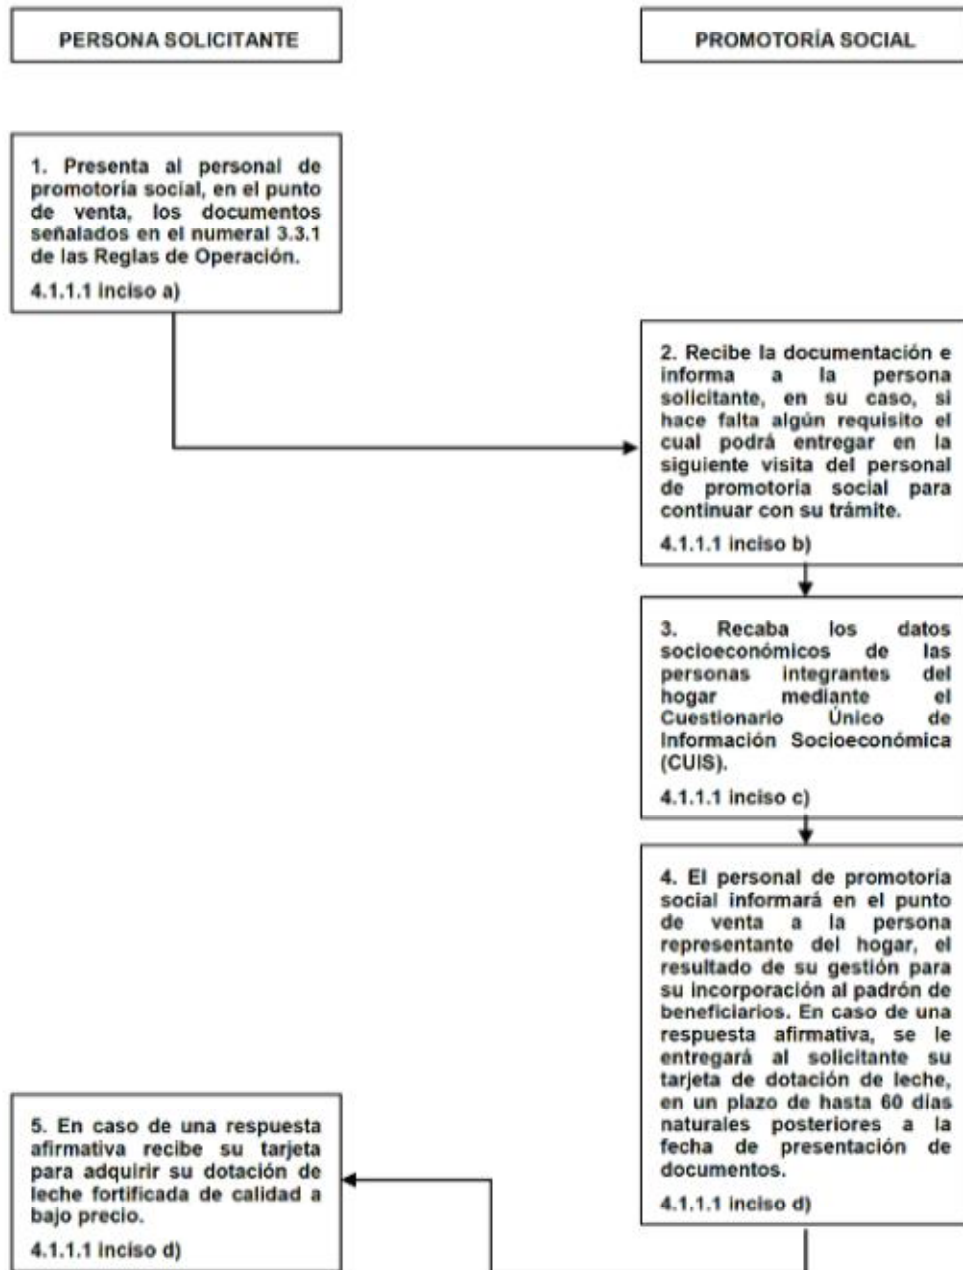 PERSONA SOLICITANTE
PROMOTORÍA SOCIAL
1. Presenta al personal de
promotoría social, en el punto
de venta, los documentos
señalados en el numeral 3.3.1
de las Reglas de Operación.
4.1.1.1 inciso a)
2. Recibe la documentación e
informa a la persona
solicitante, en su caso, si
hace falta algún requisito el
cual podrá entregar en la
siguiente visita del personal
de promotoría social para
continuar con su trámite.
4.1.1.1 inciso b)
3. Recaba los datos
socioeconómicos de las
personas integrantes del
hogar mediante el
Cuestionario Único de
Información Socioeconómica
(CUIS).
4.1.1.1 inciso c)
4. El personal de promotoría
social informará en el punto
de venta a la persona
representante del hogar, el
resultado de su gestión para
su incorporación al padrón de
beneficiarios. En caso de una
respuesta afirmativa, se le
entregará al solicitante su
tarjeta de dotación de leche,
en un plazo de hasta 60 días
naturales posteriores a la
fecha de presentación de
documentos.
4.1.1.1 inciso d)
5. En caso de una respuesta
afirmativa recibe su tarjeta
para adquirir su dotación de
leche fortificada de calidad a
bajo precio.
4.1.1.1 inciso d)